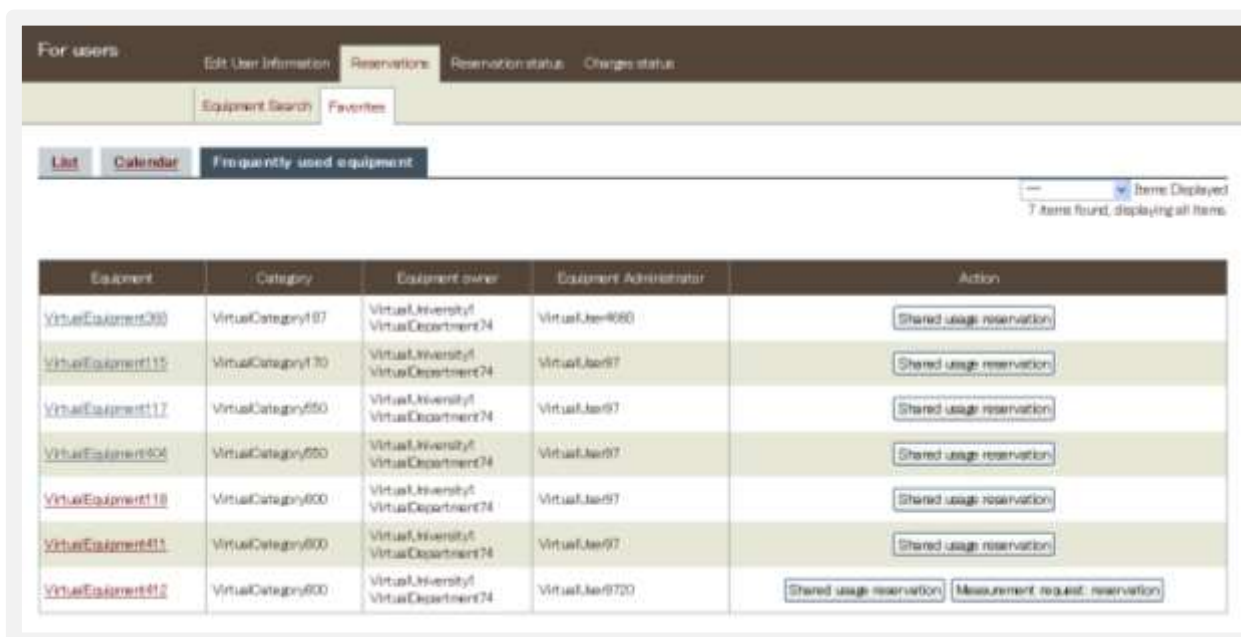 For users
Edit User Information Reservations Reservation status Charges status
Equipment Search Favorites
List Calendar Frequently used equipment
--- Items Displayed
7 items found, displaying all items.
Equipment Category Equipment owner Equipment Administrator Action
VirtualUniversity1
VirtualDepartment74
Shared usage reservation
VirtualEquipment115 VirtualCategory170 VirtualUniversity1 VirtualUser97 Shared usage reservation
VirtualDepartment74
VirtualEquipment117 VirtualCategory550 VirtualUniversity1 VirtualUser97 Shared usage reservation
VirtualDepartment74
VirtualCategory550 VirtualUniversity1 VirtualUser97 Shared usage reservation
VirtualDepartment74
VirtualEquipment118 VirtualCategory600 VirtualUniversity1 VirtualUser97 Shared usage reservation
VirtualDepartment74
VirtualEquipment411 VirtualCategory600 VirtualUniversity1 VirtualUser97 Shared usage reservation
VirtualDepartment74
VirtualEquipment412 VirtualCategory600 VirtualUniversity1 VirtualUser9720 Shared usage reservation Measurement request reservation
VirtualDepartment74